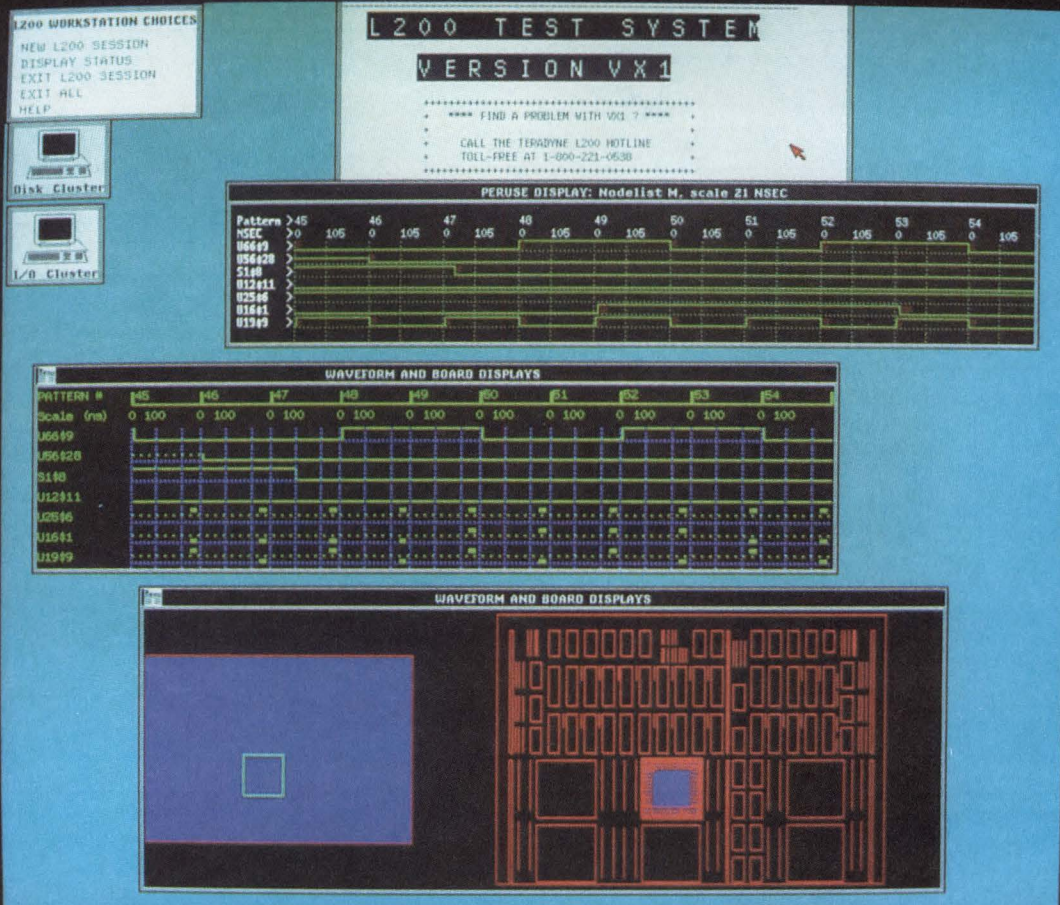 L200 WORKSTATION CHOICES
NEW L200 SESSION
DISPLAY STATUS
EXIT L200 SESSION
EXIT ALL
HELP
Disk Cluster
I/O Cluster
L200 TEST SYSTEM
VERSION VX1
**** FIND A PROBLEM WITH VX1 ? ****
CALL THE TERADYNE L200 HOTLINE
TOLL-FREE AT 1-800-221-0538
PERUSE DISPLAY: Nodelist M, scale 21 NSEC
Pattern >45 46 47 48 49 50 51 52 53 54
NSEC >0 105 0 105 0 105 0 105 0 105 0 105 0 105 0 105 0 105 0 105
U66$9 >
U56$28 >
S1$8 >
U12$11 >
U25$6 >
U16$1 >
U19$9 >
WAVEFORM AND BOARD DISPLAYS
PATTERN # 45 46 47 48 49 50 51 52 53 54
Scale (nm) 0 100 0 100 0 100 0 100 0 100 0 100 0 100 0 100 0 100 0 100
U66$9
U56$28
S1$8
U12$11
U25$6
U16$1
U19$9
WAVEFORM AND BOARD DISPLAYS